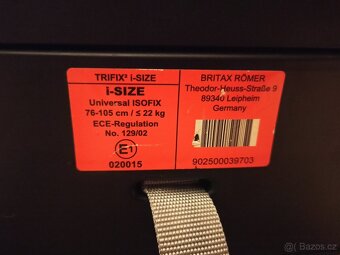 TRIFIX² i-SIZE
i-SIZE
Universal ISOFIX
76-105 cm / ≤ 22 kg
ECE-Regulation
No. 129/02
E1
020015
BRITAX RÖMER
Theodor-Heuss-Straße 9
89340 Leipheim
Germany
902500039703
Bazos.cz